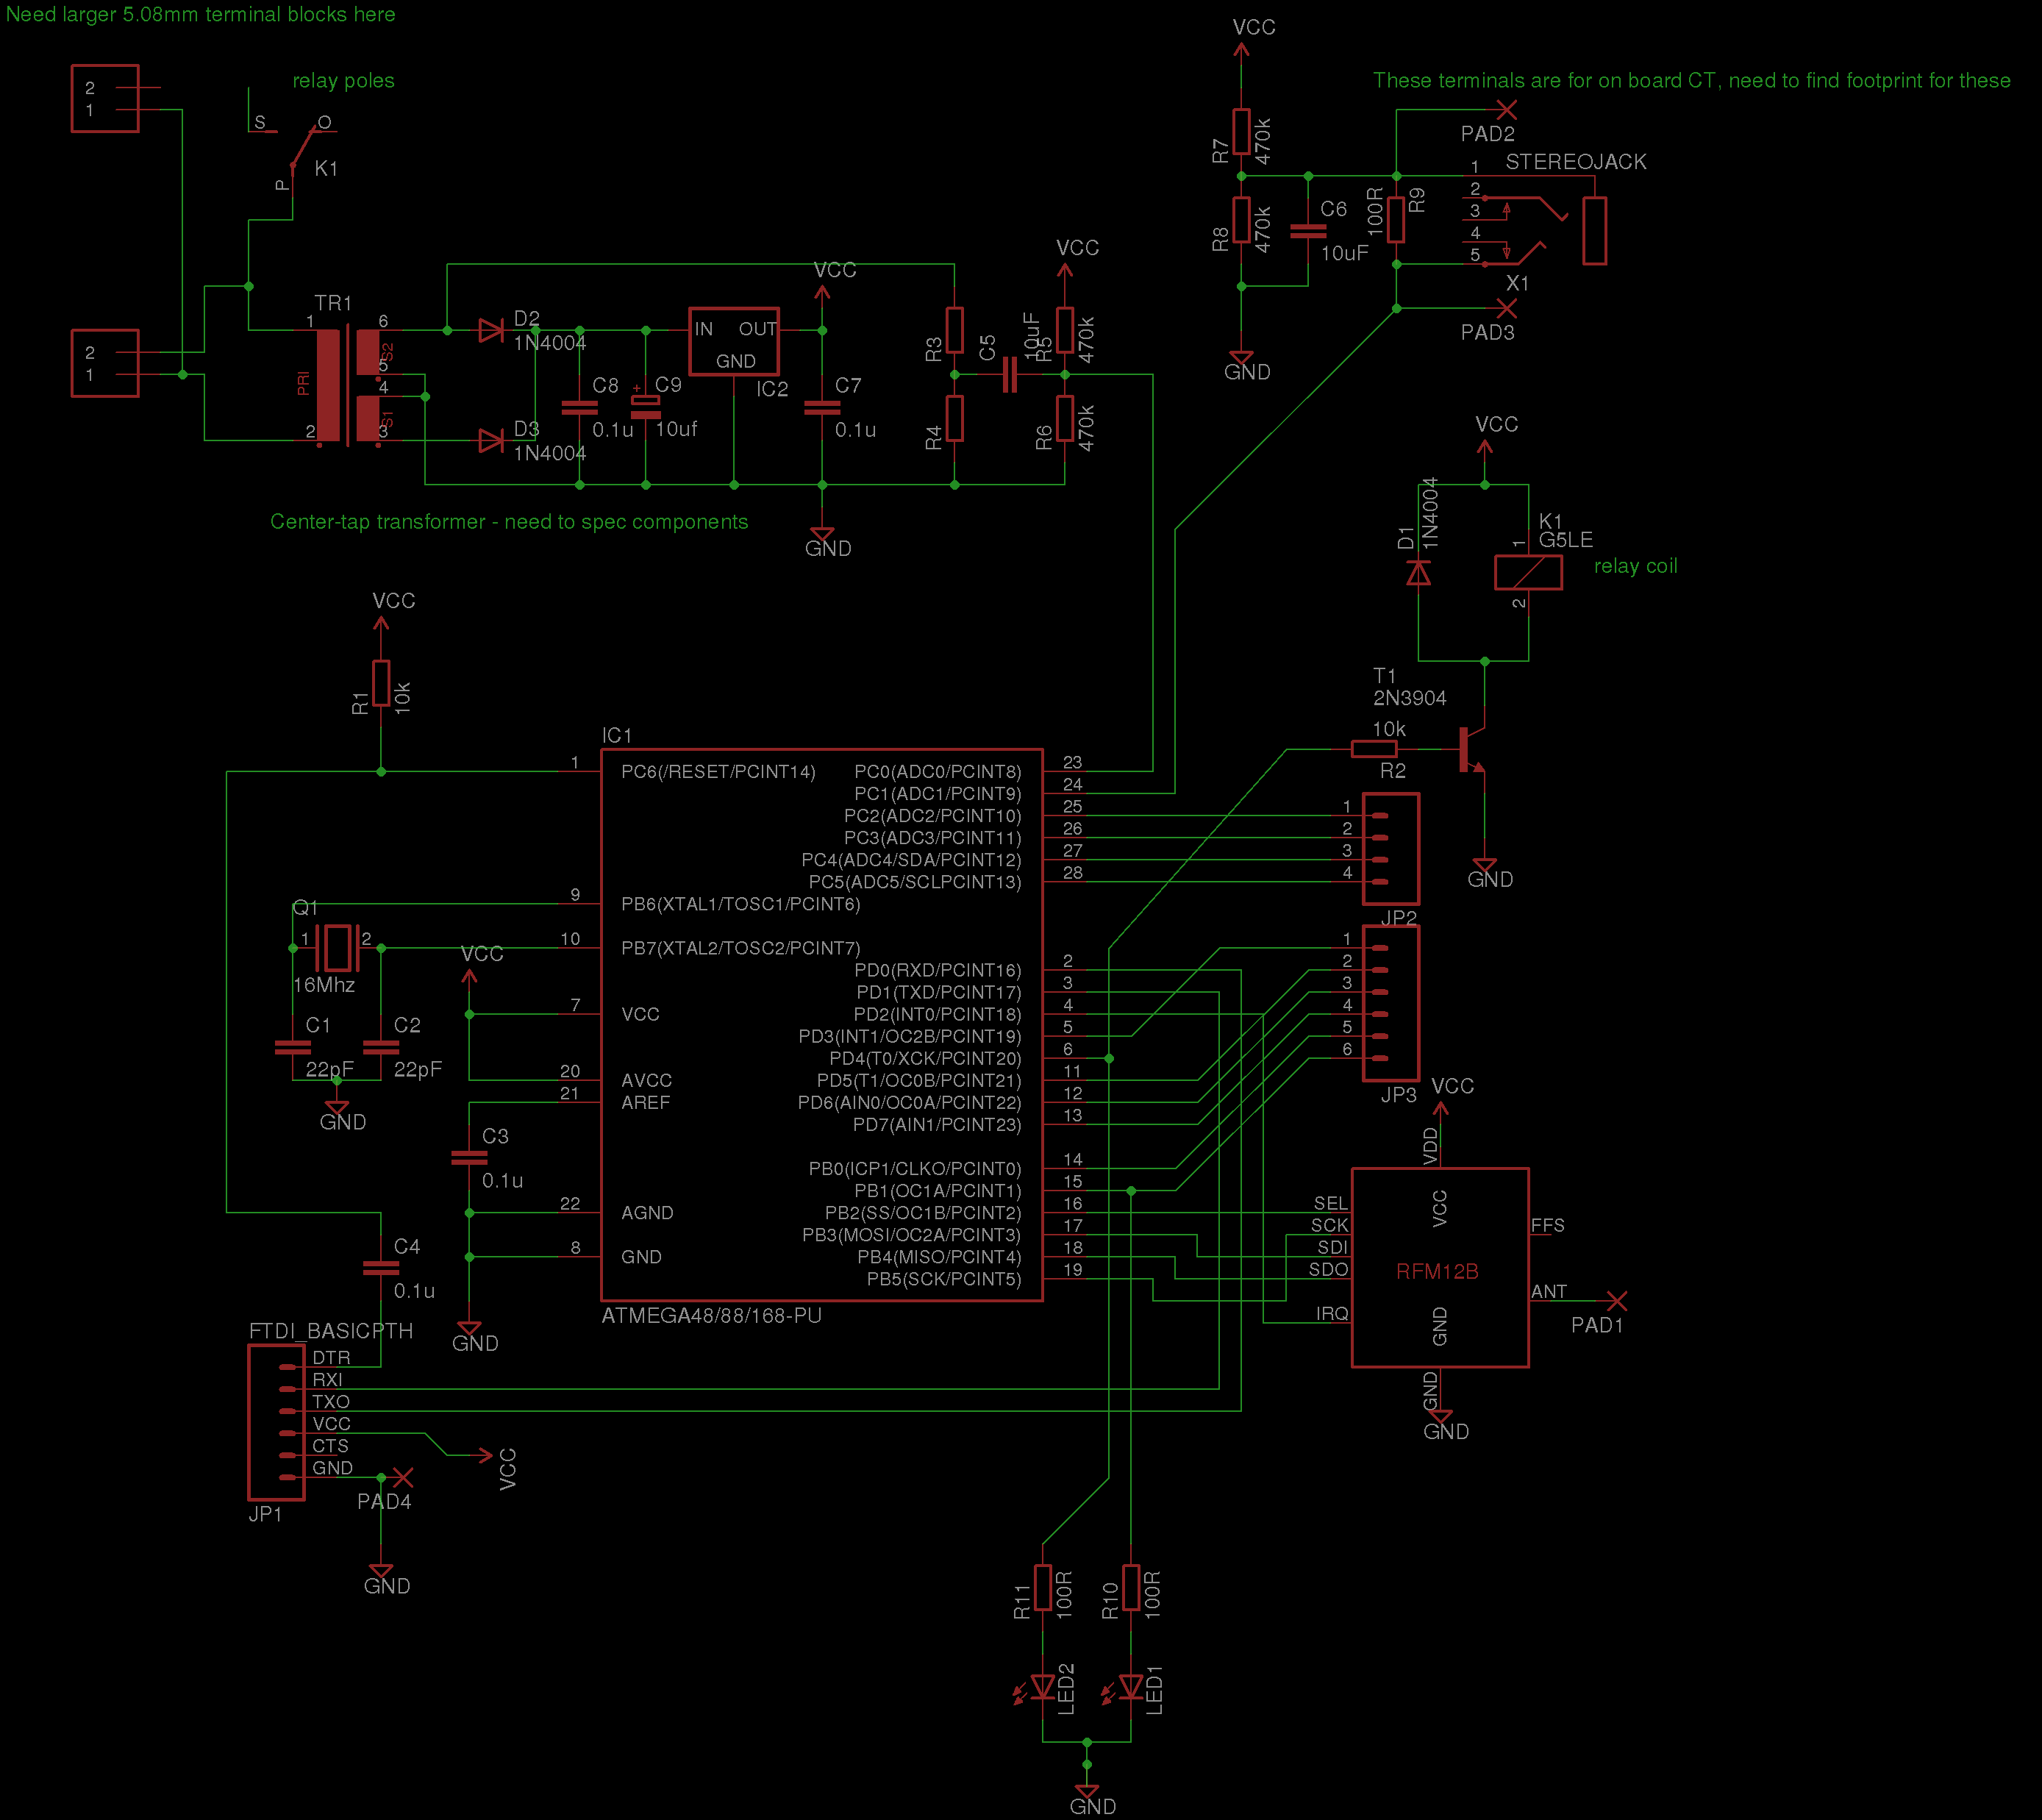 Need larger 5.08mm terminal blocks here
VCC
2
1
relay poles
These terminals are for on board CT, need to find footprint for these
S
O
K1
P
R7
470k
PAD2
STEREOJACK
1
2
3
4
5
R8
470k
C6
10uF
100R
R9
X1
PAD3
GND
VCC
VCC
TR1
1
2
PRI
6
S2
5
4
S1
3
2
1
D2
1N4004
D3
1N4004
C8
0.1u
C9
+
10uf
IN
OUT
GND
IC2
C7
0.1u
R3
R4
C5
10uF
R5
470k
R6
470k
Center-tap transformer - need to spec components
GND
VCC
D1
1N4004
K1
G5LE
1
2
relay coil
VCC
R1
10k
T1
2N3904
10k
R2
GND
IC1
1
PC6(/RESET/PCINT14)
PC0(ADC0/PCINT8)
23
PC1(ADC1/PCINT9)
24
PC2(ADC2/PCINT10)
25
PC3(ADC3/PCINT11)
26
PC4(ADC4/SDA/PCINT12)
27
PC5(ADC5/SCLPCINT13)
28
1
2
3
4
JP2
9
PB6(XTAL1/TOSC1/PCINT6)
10
PB7(XTAL2/TOSC2/PCINT7)
Q1
1
2
16Mhz
C1
22pF
C2
22pF
GND
VCC
7
VCC
20
AVCC
21
AREF
PD0(RXD/PCINT16)
2
PD1(TXD/PCINT17)
3
PD2(INT0/PCINT18)
4
PD3(INT1/OC2B/PCINT19)
5
PD4(T0/XCK/PCINT20)
6
PD5(T1/OC0B/PCINT21)
11
PD6(AIN0/OC0A/PCINT22)
12
PD7(AIN1/PCINT23)
13
1
2
3
4
5
6
JP3
C3
0.1u
22
AGND
8
GND
PB0(ICP1/CLKO/PCINT0)
14
PB1(OC1A/PCINT1)
15
PB2(SS/OC1B/PCINT2)
16
PB3(MOSI/OC2A/PCINT3)
17
PB4(MISO/PCINT4)
18
PB5(SCK/PCINT5)
19
ATMEGA48/88/168-PU
GND
VCC
VDD
VCC
SEL
SCK
SDI
SDO
IRQ
RFM12B
FFS
ANT
PAD1
GND
GND
GND
C4
0.1u
FTDI_BASICPTH
DTR
RXI
TXO
VCC
CTS
GND
JP1
VCC
PAD4
GND
R11
100R
R10
100R
LED2
LED1
GND